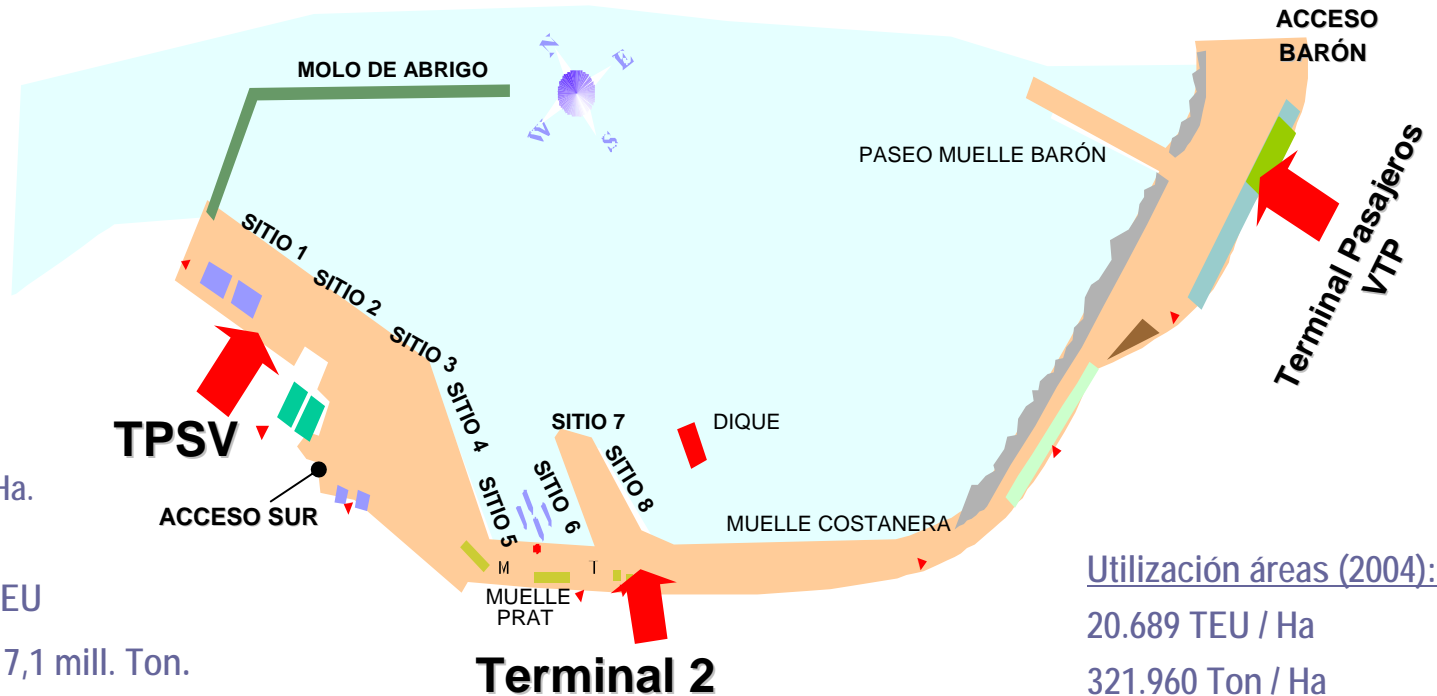 ACCESO
BARÓN
MOLO DE ABRIGO
N
E
W
S
PASEO MUELLE BARÓN
Terminal Pasajeros
VTP
SITIO 1
SITIO 2
SITIO 3
SITIO 4
SITIO 5
SITIO 6
SITIO 7
SITIO 8
DIQUE
TPSV
Ha.
ACCESO SUR
MUELLE COSTANERA
M
T
MUELLE
PRAT
EU
7,1 mill. Ton.
Terminal 2
Utilización áreas (2004):
20.689 TEU / Ha
321.960 Ton / Ha